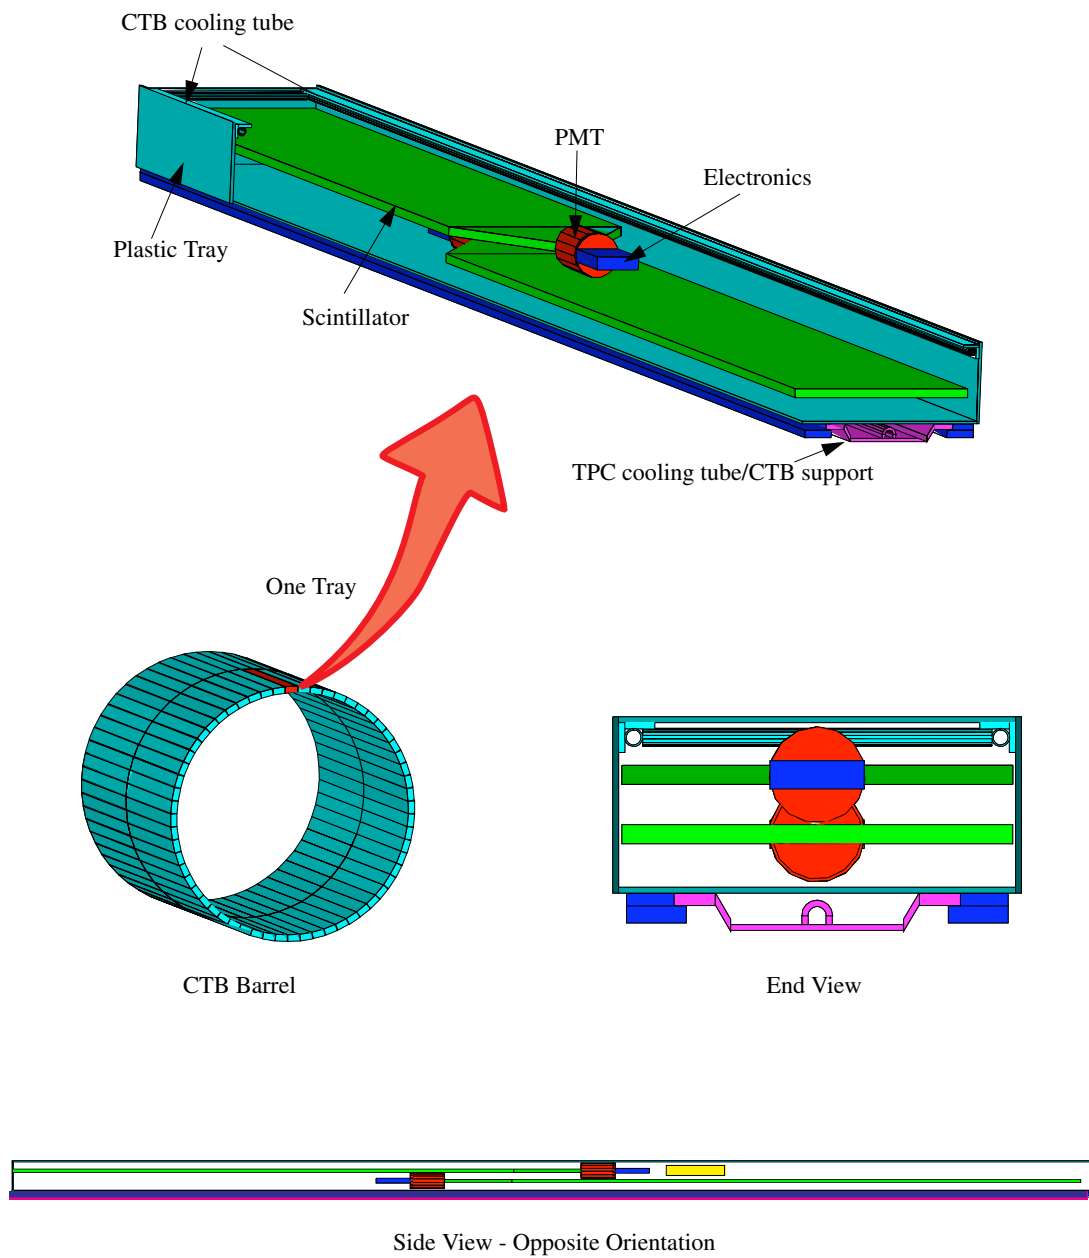 CTB cooling tube
PMT
Electronics
Plastic Tray
Scintillator
TPC cooling tube/CTB support
One Tray
CTB Barrel
End View
Side View - Opposite Orientation